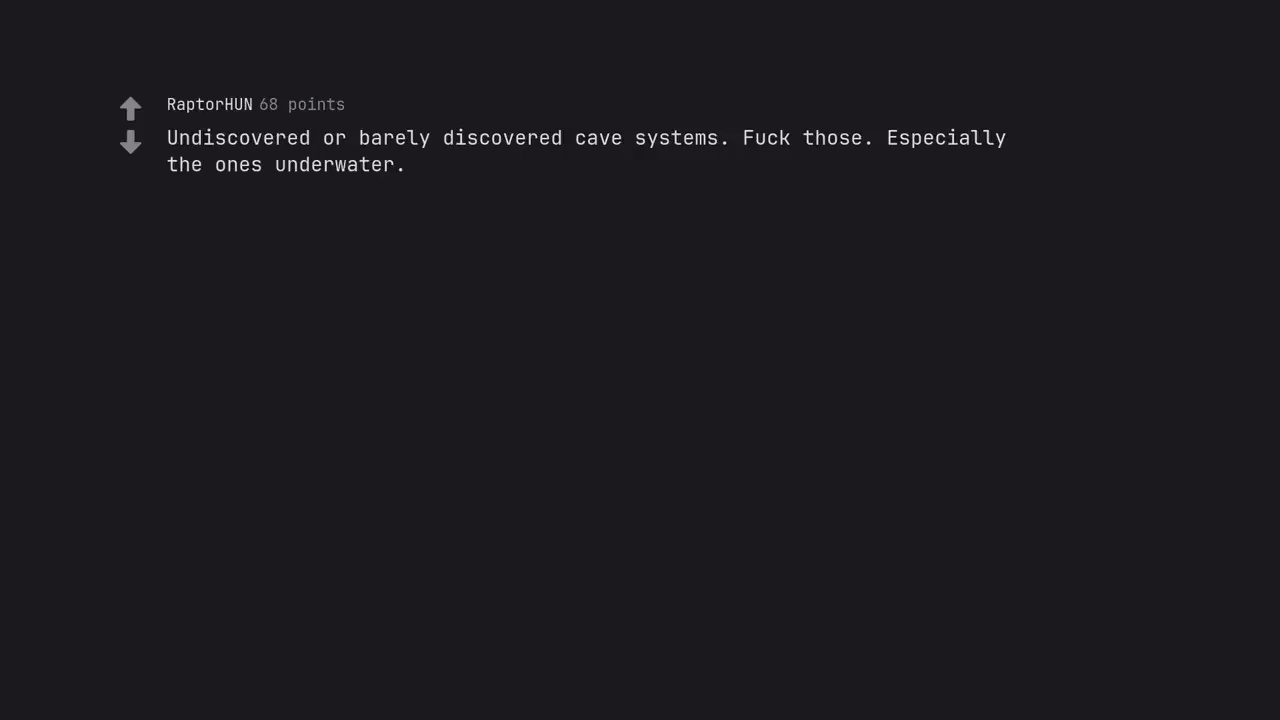 RaptorHUN 68 points
Undiscovered or barely discovered cave systems. Fuck those. Especially
the ones underwater.